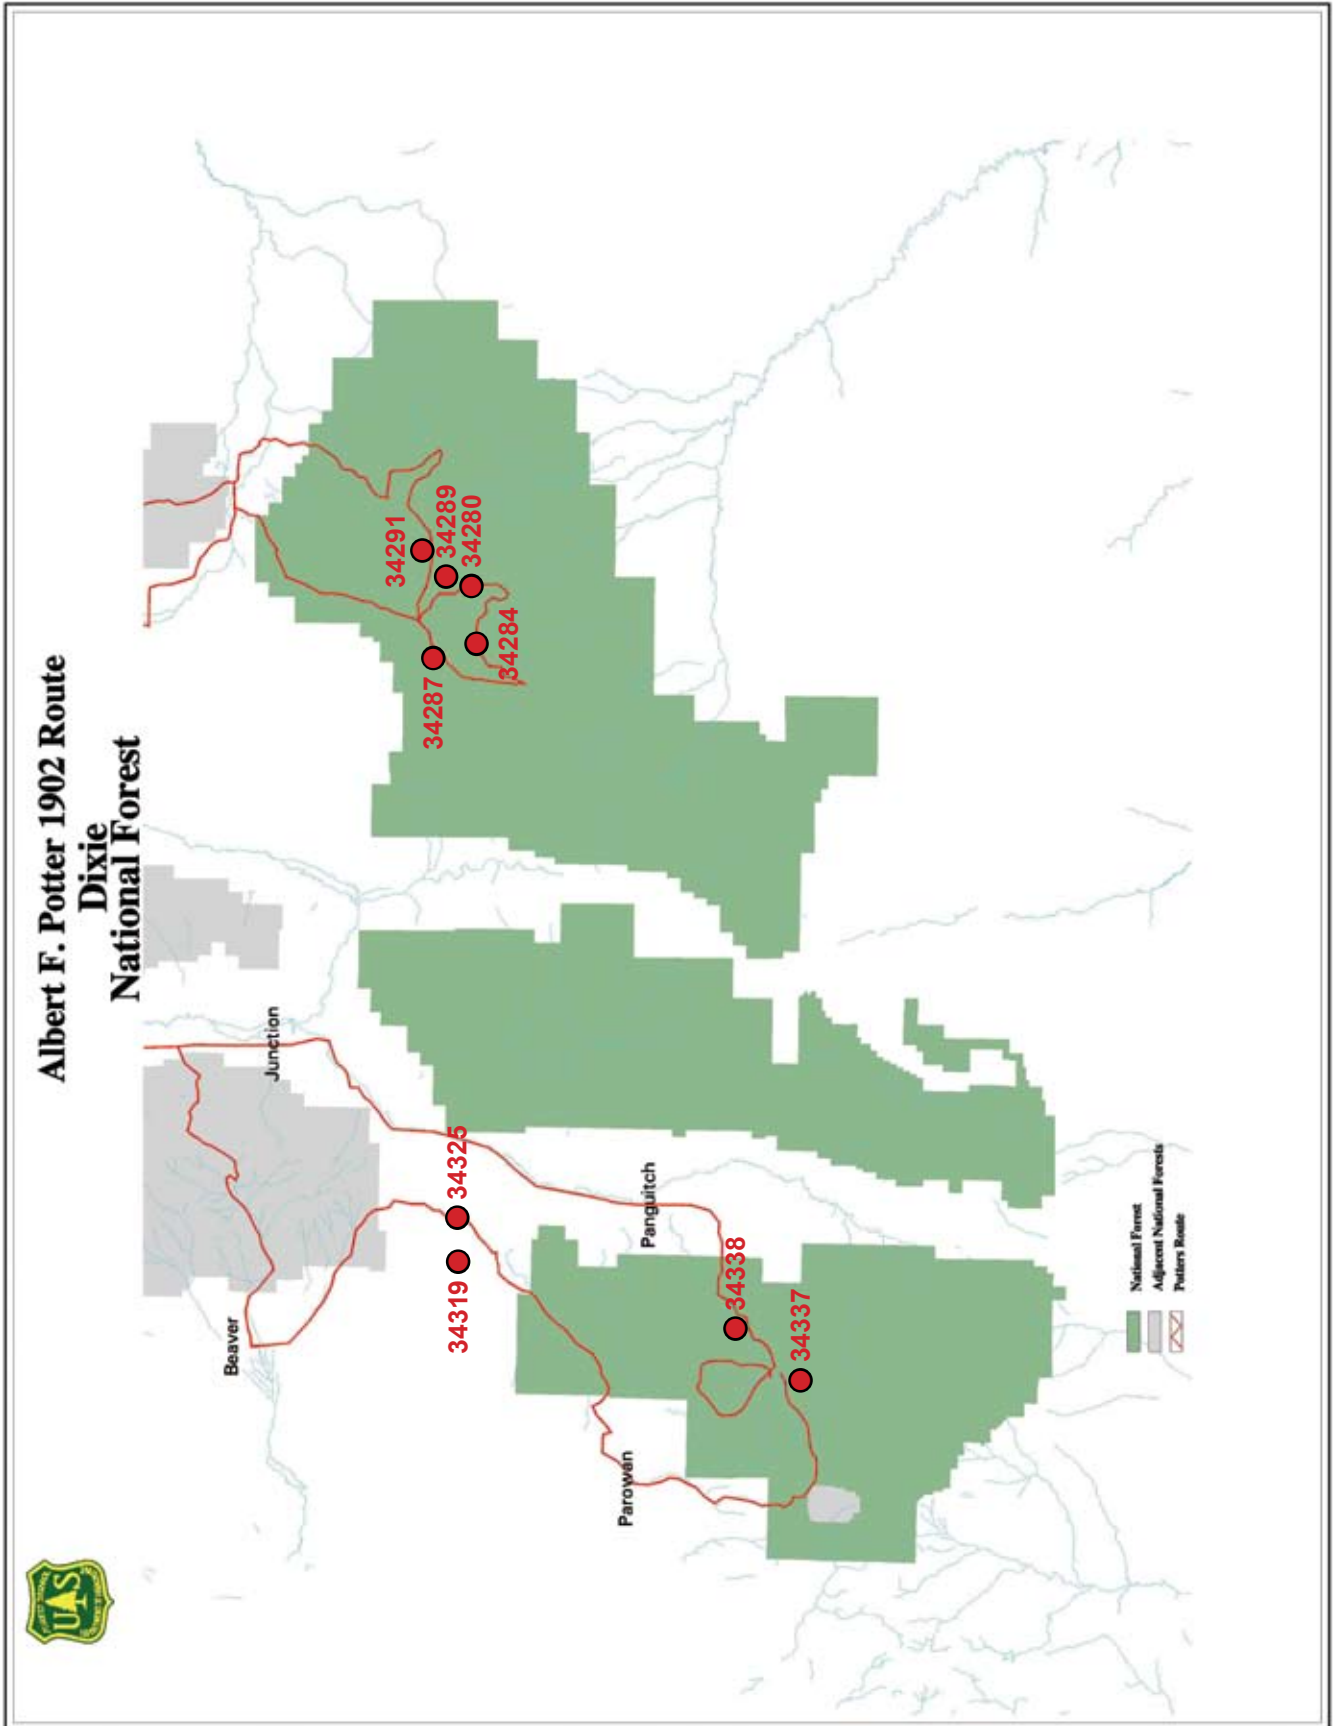 Albert F. Potter 1902 Route
Dixie
National Forest
Beaver
Junction
Parowan
Panguitch
34319
34325
34338
34337
34287
34284
34291
34289
34280
National Forest
Adjacent National Forests
Potters Route
UAS